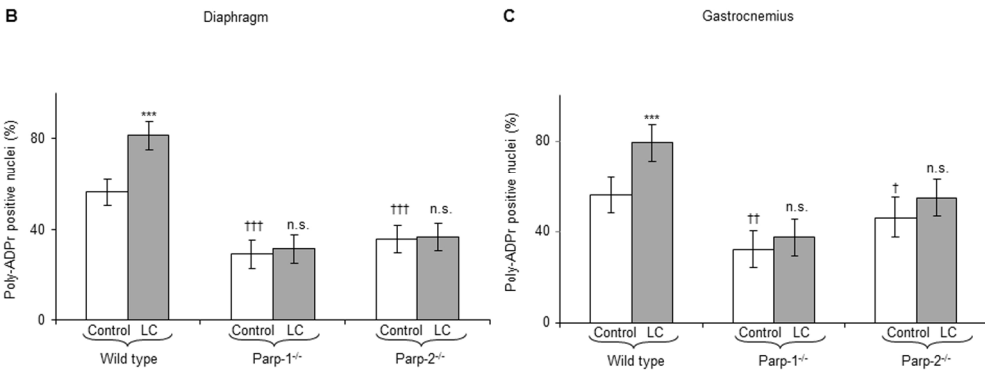 B
Diaphragm
Poly-ADPr positive nuclei (%)
80
40
0
***
†††
n.s.
†††
n.s.
Control LC
Control LC
Control LC
Wild type
Parp-1-/-
Parp-2-/-
C
Gastrocnemius
Poly-ADPr positive nuclei (%)
80
40
0
***
††
n.s.
†
n.s.
Control LC
Control LC
Control LC
Wild type
Parp-1-/-
Parp-2-/-